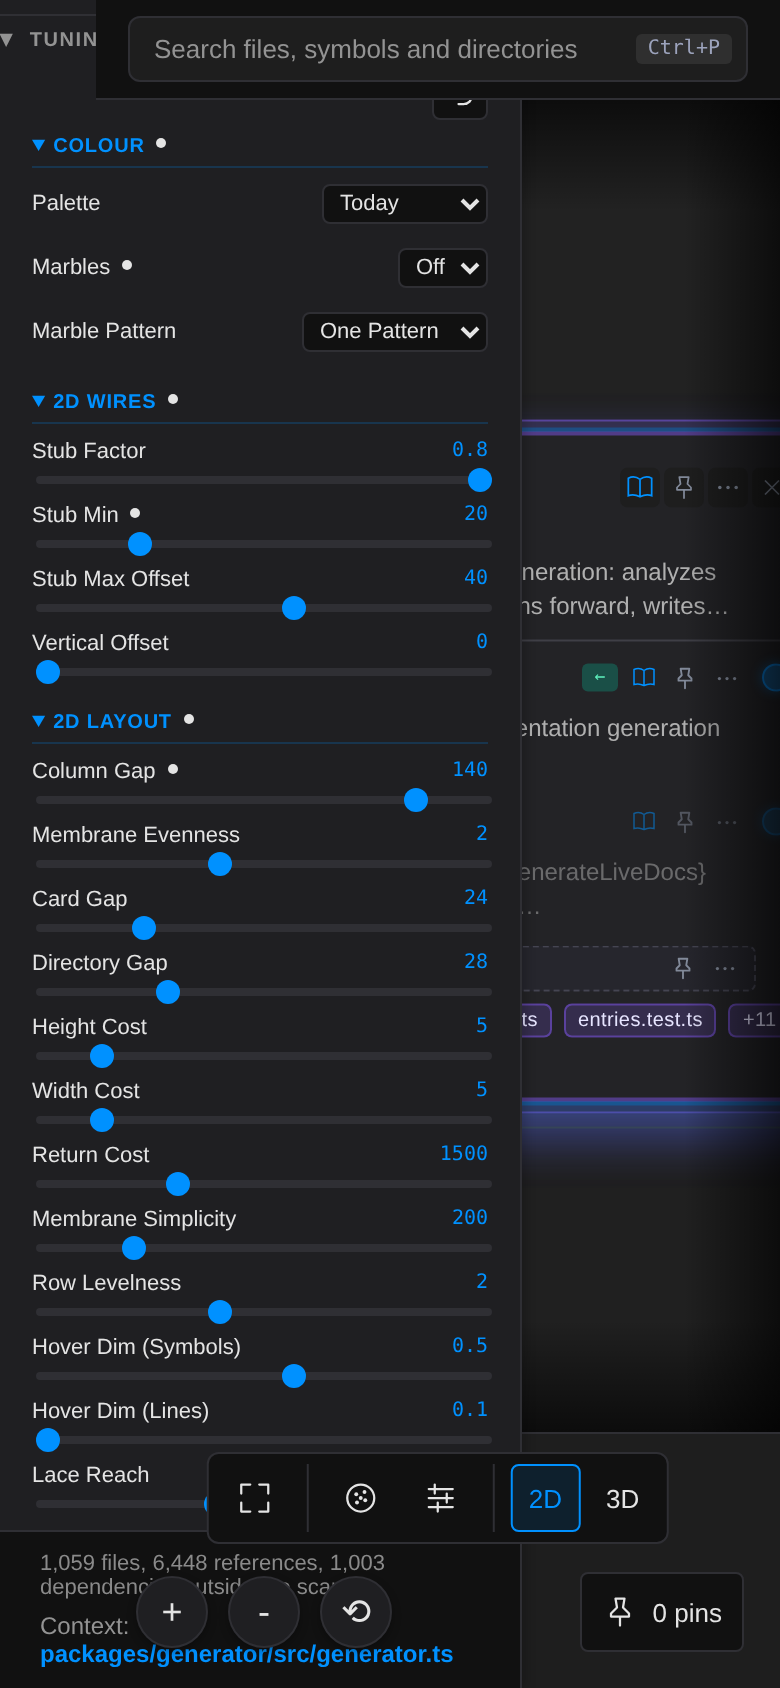 ▼ TUNIN
Search files, symbols and directories Ctrl+P
▼ COLOUR
Palette Today
Marbles Off
Marble Pattern One Pattern
▼ 2D WIRES
Stub Factor 0.8
Stub Min 20
Stub Max Offset 40
neration: analyzes
Vertical Offset 0
ns forward, writes…
←
▼ 2D LAYOUT
entation generation
Column Gap 140
Membrane Evenness 2
Card Gap 24
enerateLiveDocs}
…
Directory Gap 28
Height Cost 5
ts entries.test.ts +11
Width Cost 5
Return Cost 1500
Membrane Simplicity 200
Row Levelness 2
Hover Dim (Symbols) 0.5
Hover Dim (Lines) 0.1
Lace Reach
2D 3D
1,059 files, 6,448 references, 1,003
+ - ⟲
Context:
packages/generator/src/generator.ts
0 pins